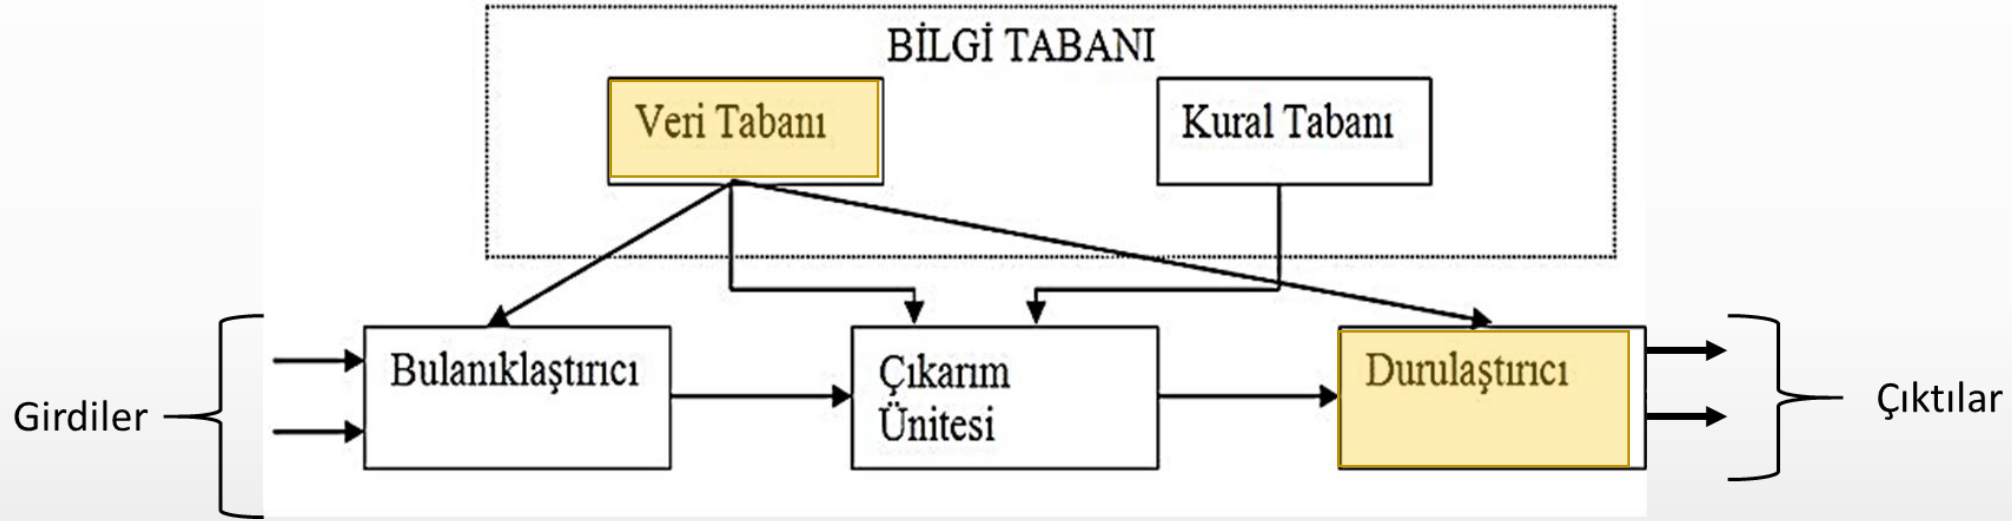 BİLGİ TABANI
Veri Tabanı
Kural Tabanı
Girdiler
Bulanıklaştırıcı
Çıkarım
Ünitesi
Durulaştırıcı
Çıktılar